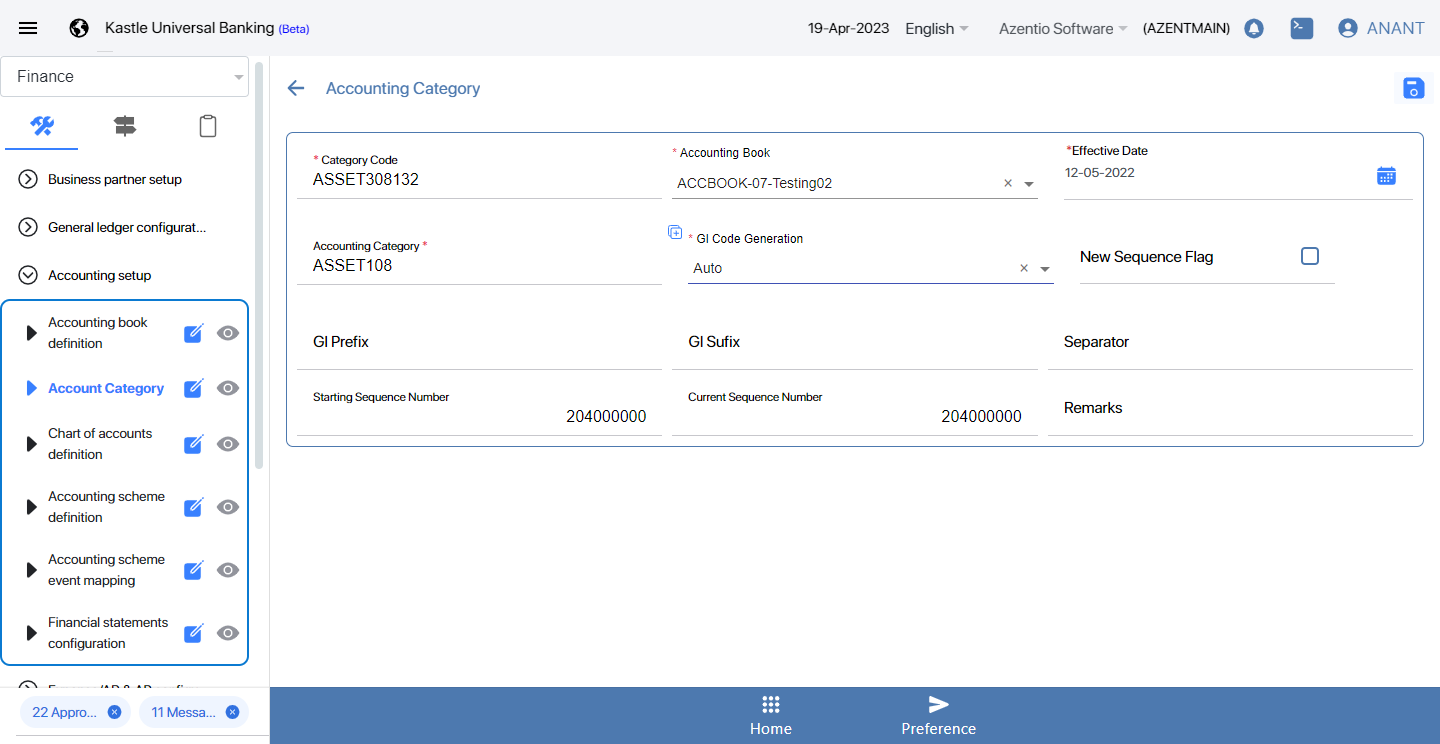 Kastle Universal Banking (Beta)
19-Apr-2023 English Azentio Software (AZENTMAIN) ANANT
Finance
Business partner setup
General ledger configurat...
Accounting setup
Accounting book
definition
Account Category
Chart of accounts
definition
Accounting scheme
definition
Accounting scheme
event mapping
Financial statements
configuration
22 Appro...
11 Messa...
Accounting Category
* Category Code
ASSET308132
* Accounting Book
ACCBOOK-07-Testing02
*Effective Date
12-05-2022
Accounting Category *
ASSET108
* GI Code Generation
Auto
New Sequence Flag
GI Prefix
GI Sufix
Separator
Starting Sequence Number
204000000
Current Sequence Number
204000000
Remarks
Home
Preference